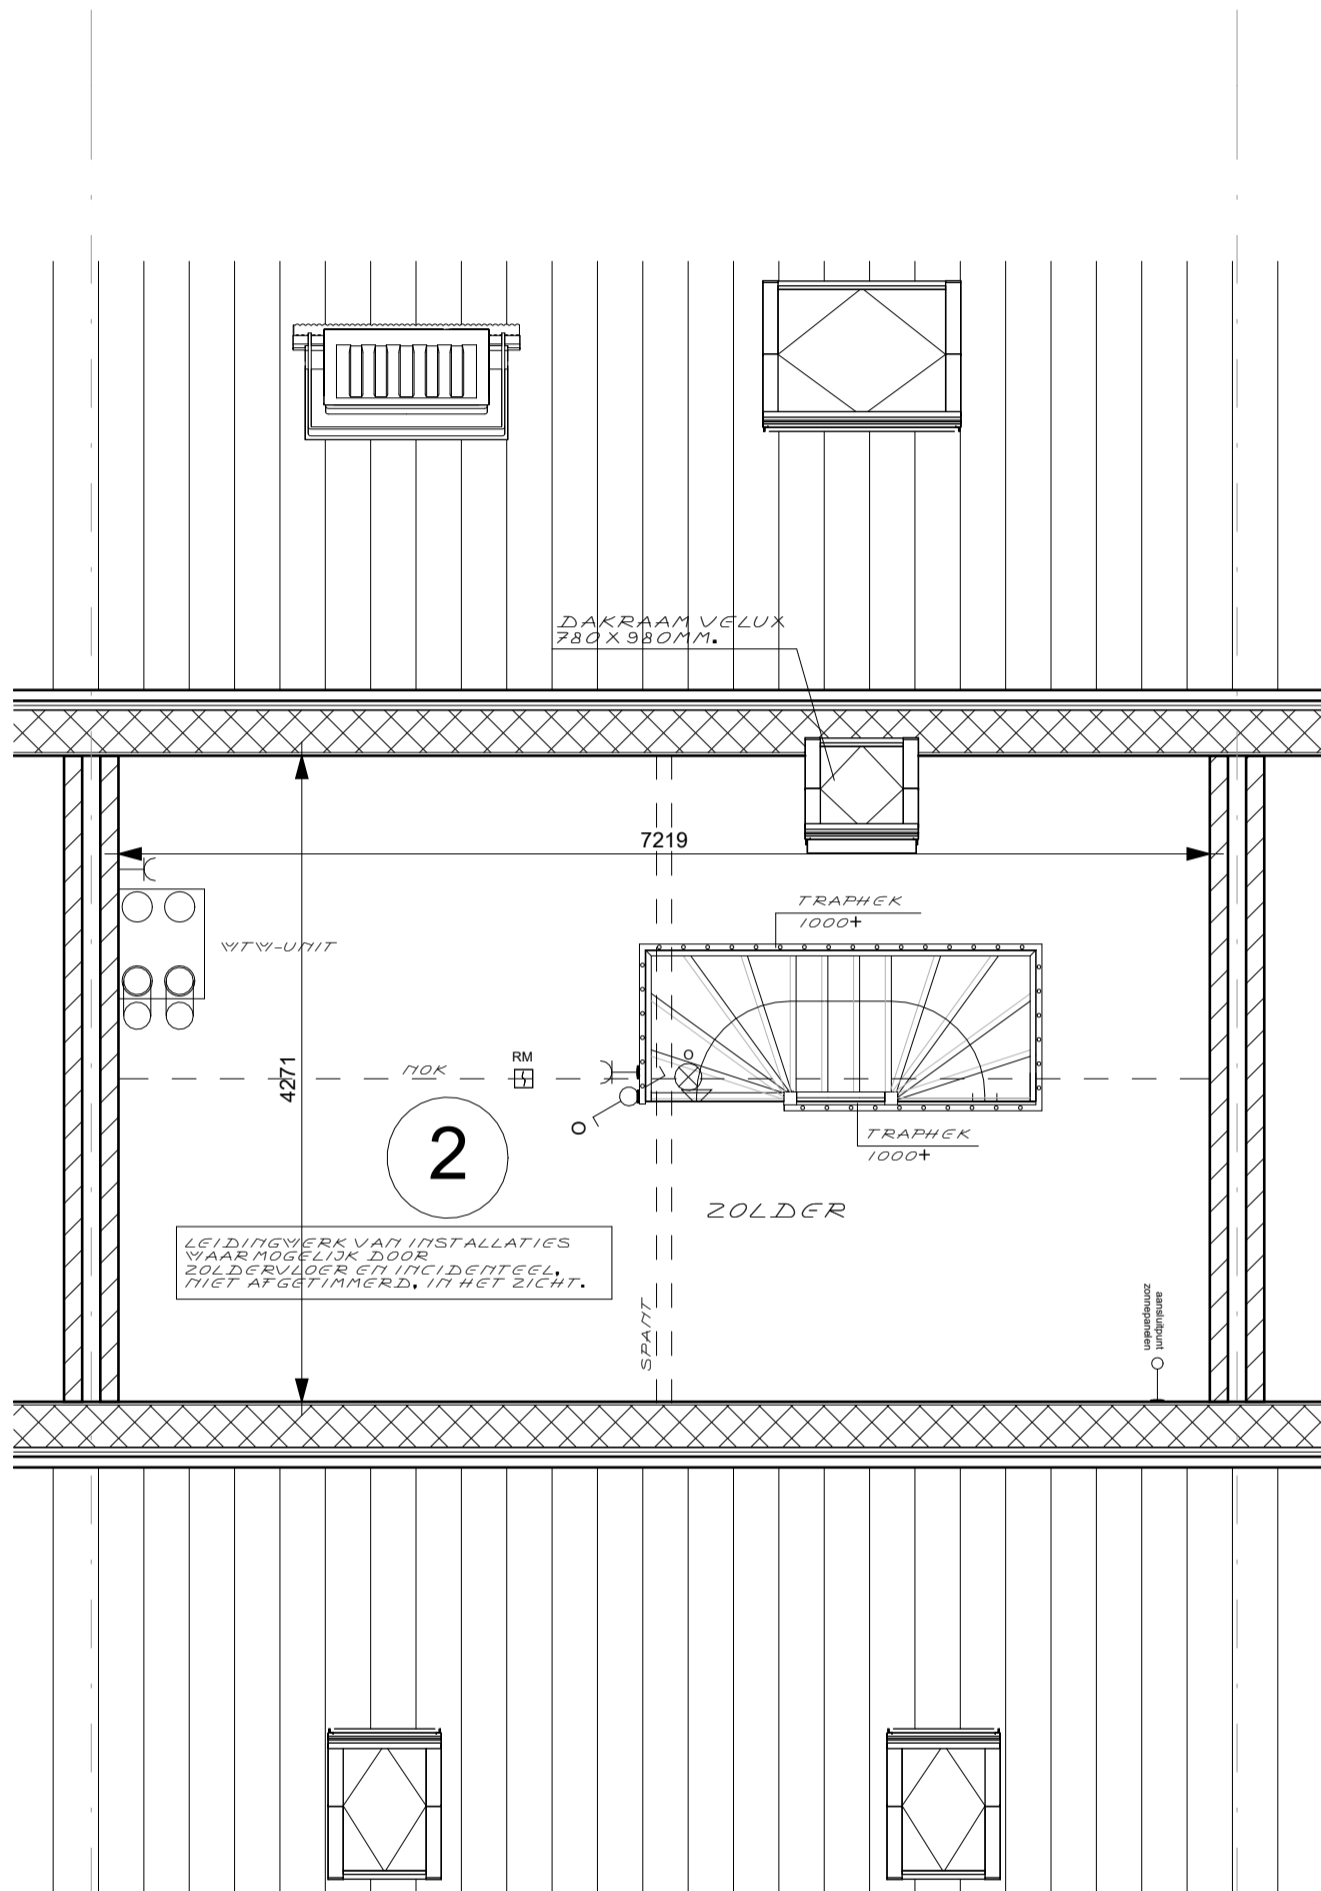 DAKRAAM VELUX
780 X 980MM.
7219
TRAPHEK
1000+
WTW-UNIT
RM
O
NOK
4271
O
2
TRAPHEK
1000+
ZOLDER
LEIDINGWERK VAN INSTALLATIES
WAAR MOGELIJK DOOR
ZOLDERVLOER EN INCIDENTEEL,
NIET AFGETIMMERD, IN HET ZICHT.
SPANT
aansluitpunt
zonnepanelen